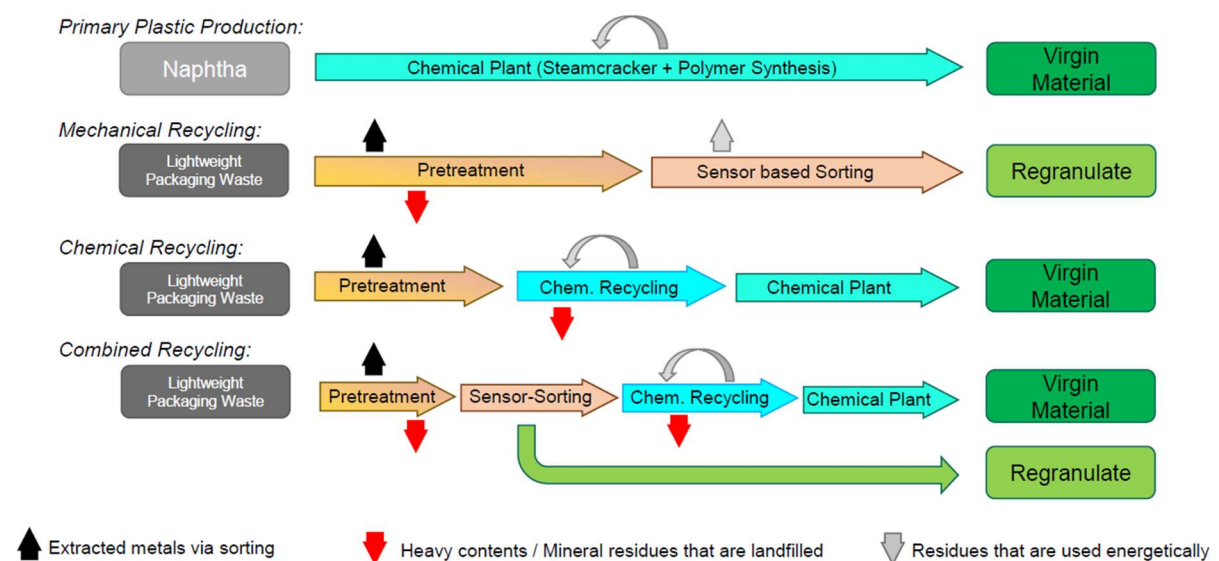 Primary Plastic Production:
Naphtha
Chemical Plant (Steamcracker + Polymer Synthesis)
Virgin
Material
Mechanical Recycling:
Lightweight
Packaging Waste
Pretreatment
Sensor based Sorting
Regranulate
Chemical Recycling:
Lightweight
Packaging Waste
Pretreatment
Chem. Recycling
Chemical Plant
Virgin
Material
Combined Recycling:
Lightweight
Packaging Waste
Pretreatment
Sensor-Sorting
Chem. Recycling
Chemical Plant
Virgin
Material
Regranulate
Extracted metals via sorting
Heavy contents / Mineral residues that are landfilled
Residues that are used energetically